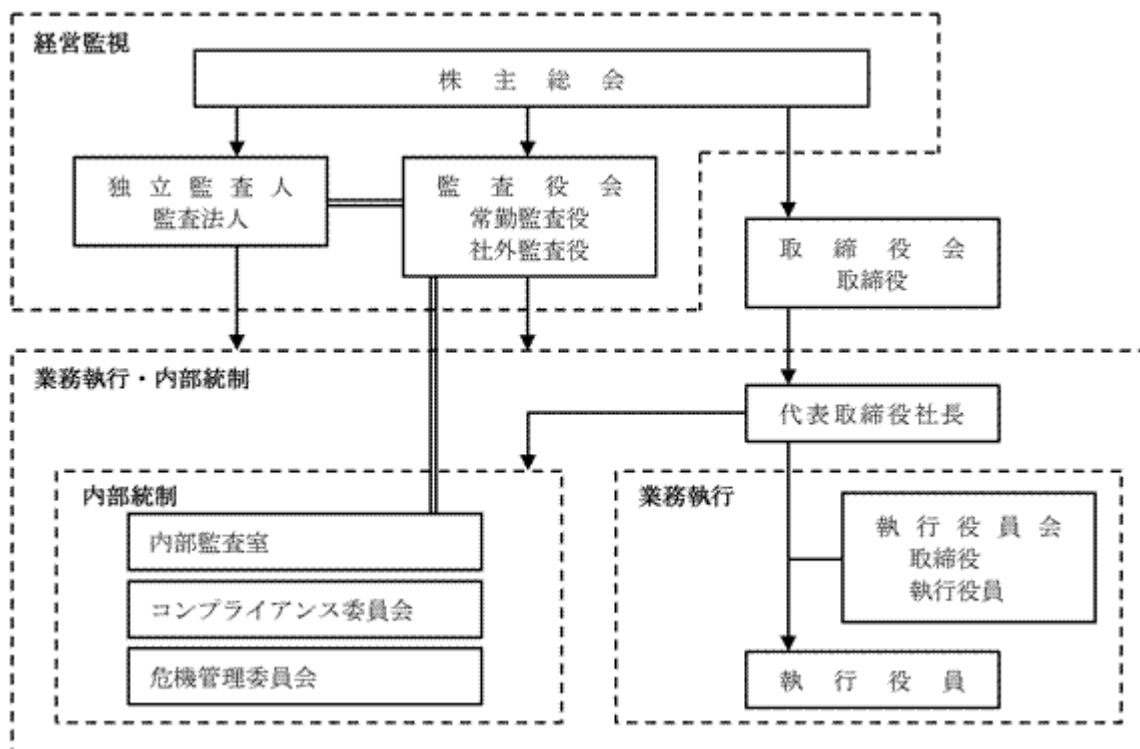 経営監視
株主総会
独立監査人
監査法人
監査役会
常勤監査役
社外監査役
取締役会
取締役
業務執行・内部統制
代表取締役社長
内部統制
内部監査室
コンプライアンス委員会
危機管理委員会
業務執行
執行役員会
取締役
執行役員
執行役員